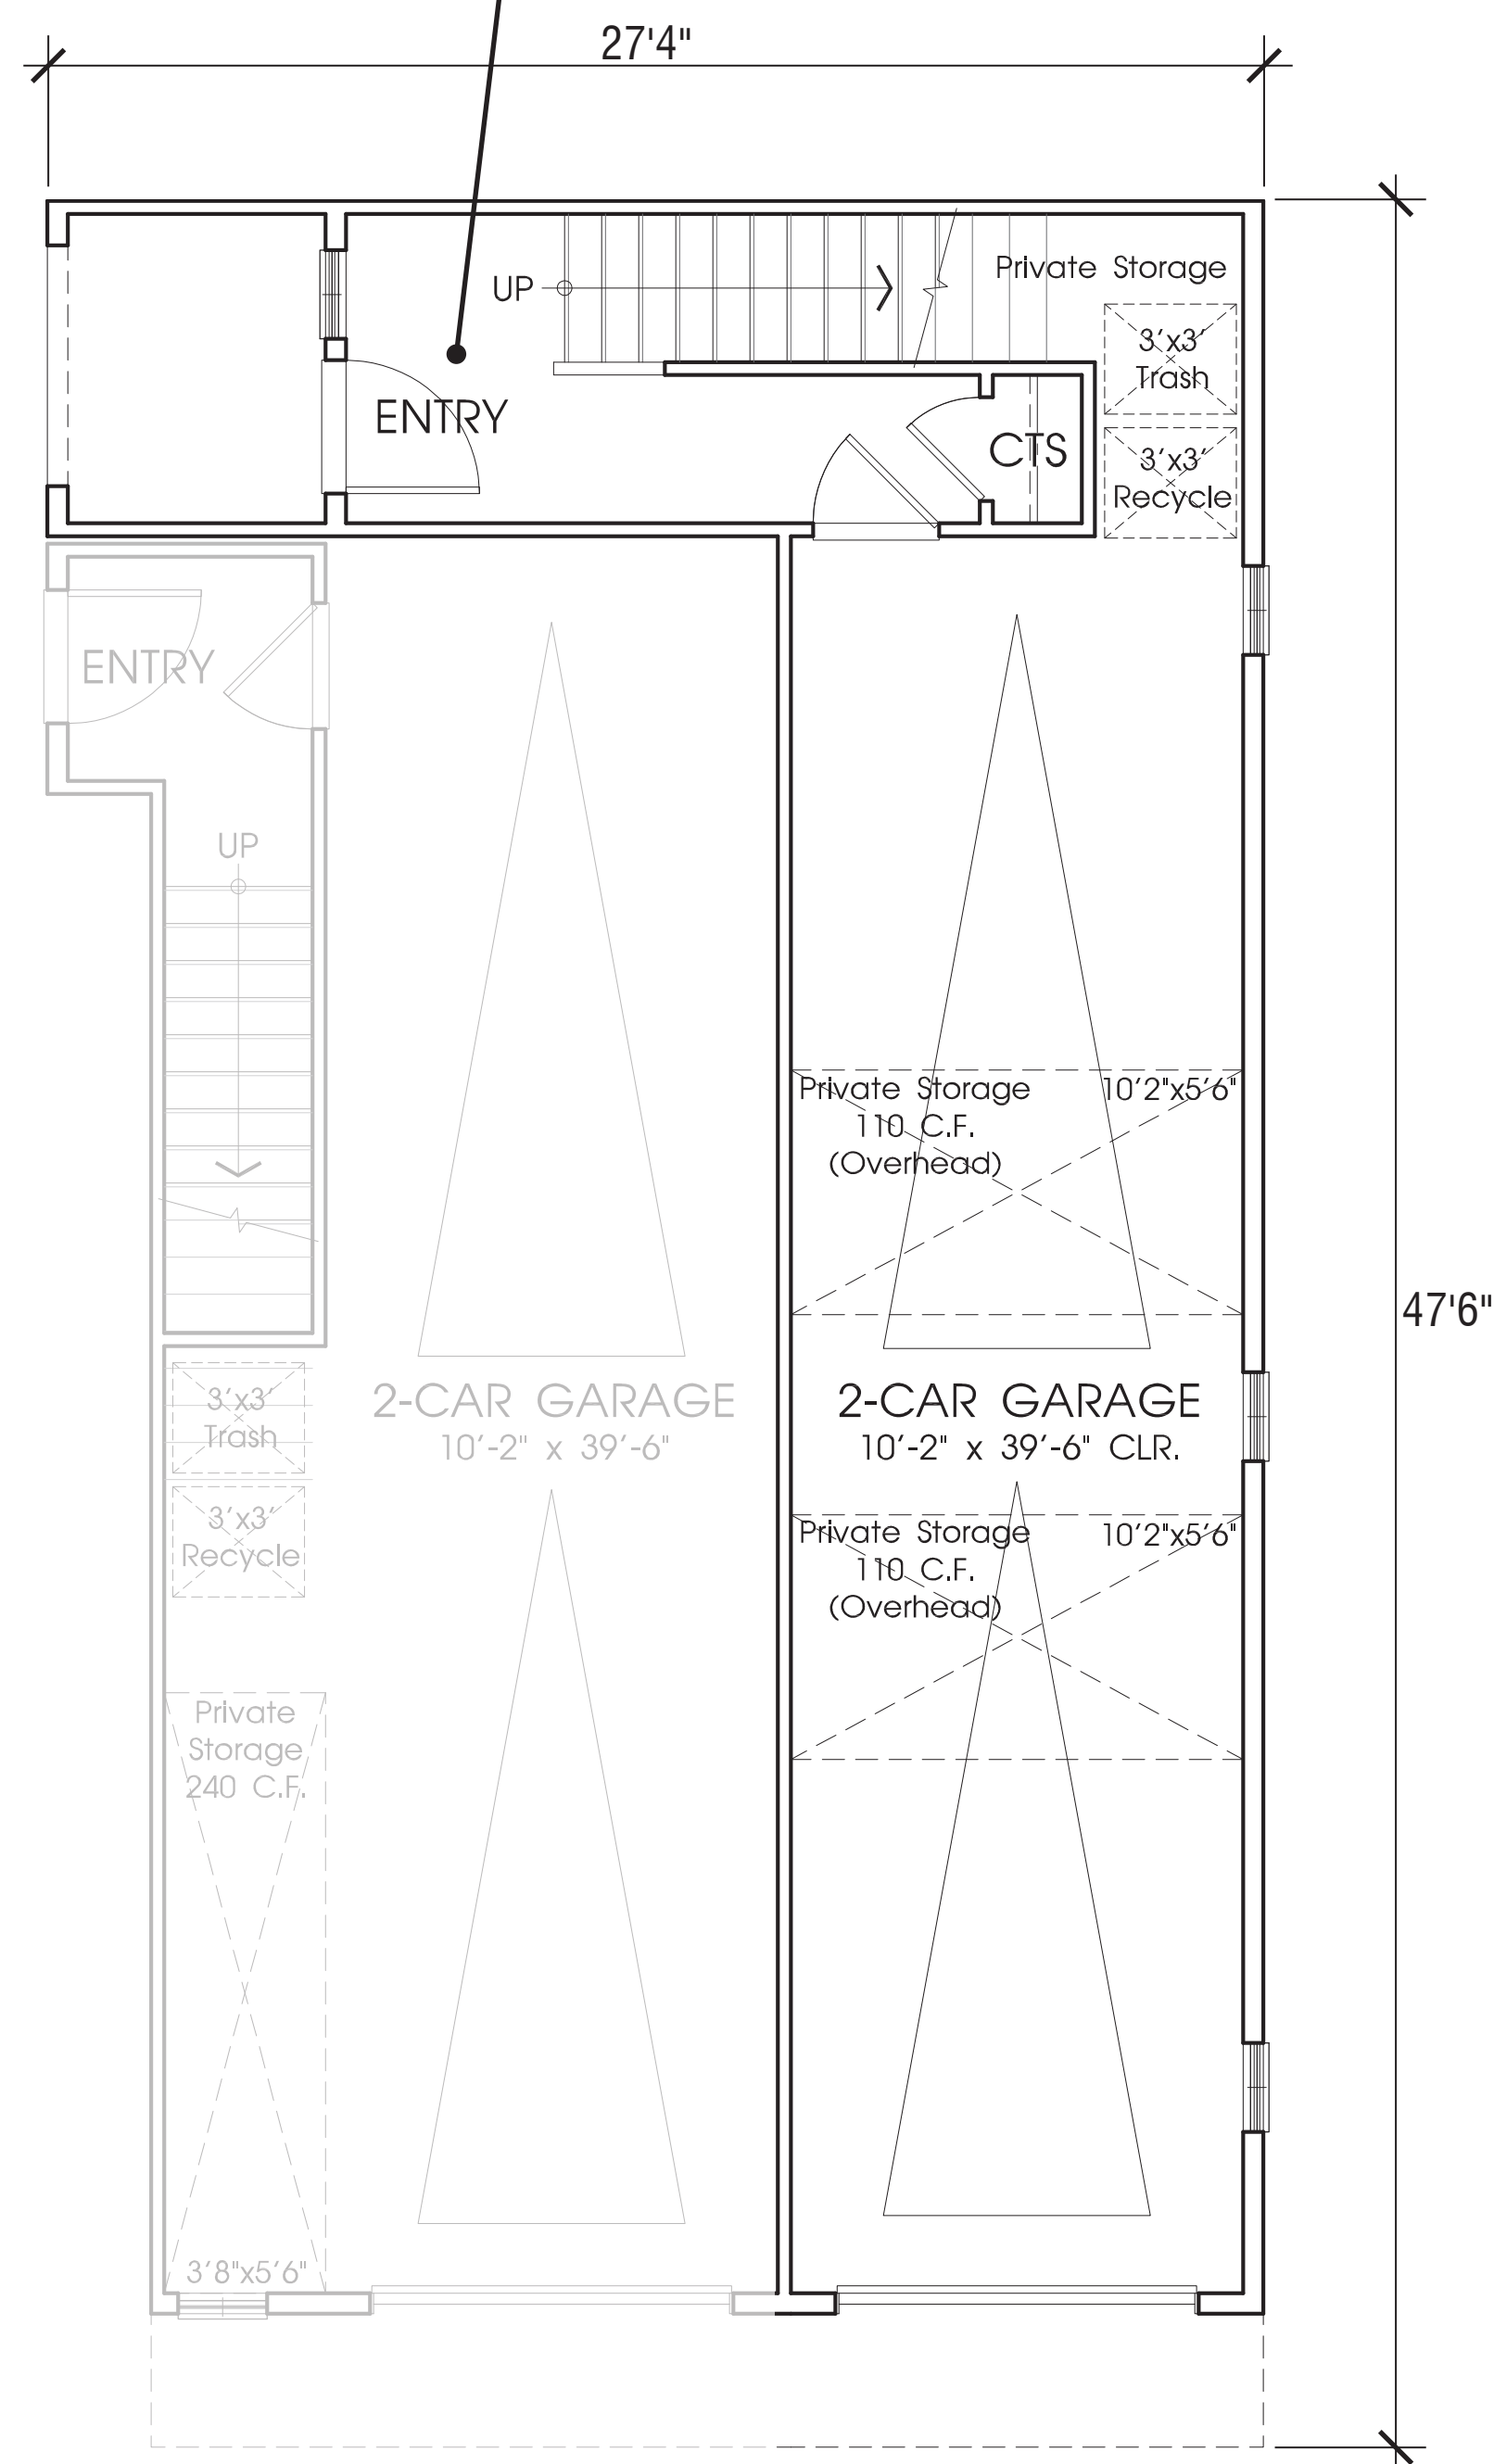 27'4"
UP
Private Storage
3'x3'
Trash
ENTRY
CTS
3'x3'
Recycle
ENTRY
UP
Private Storage 10'2"x5'6"
110 C.F.
(Overhead)
47'6"
2-CAR GARAGE
10'-2" x 39'-6"
2-CAR GARAGE
10'-2" x 39'-6" CLR.
3'x3'
Trash
3'x3'
Recycle
Private Storage 10'2"x5'6"
110 C.F.
(Overhead)
Private
Storage
240 C.F.
3'8"x5'6"